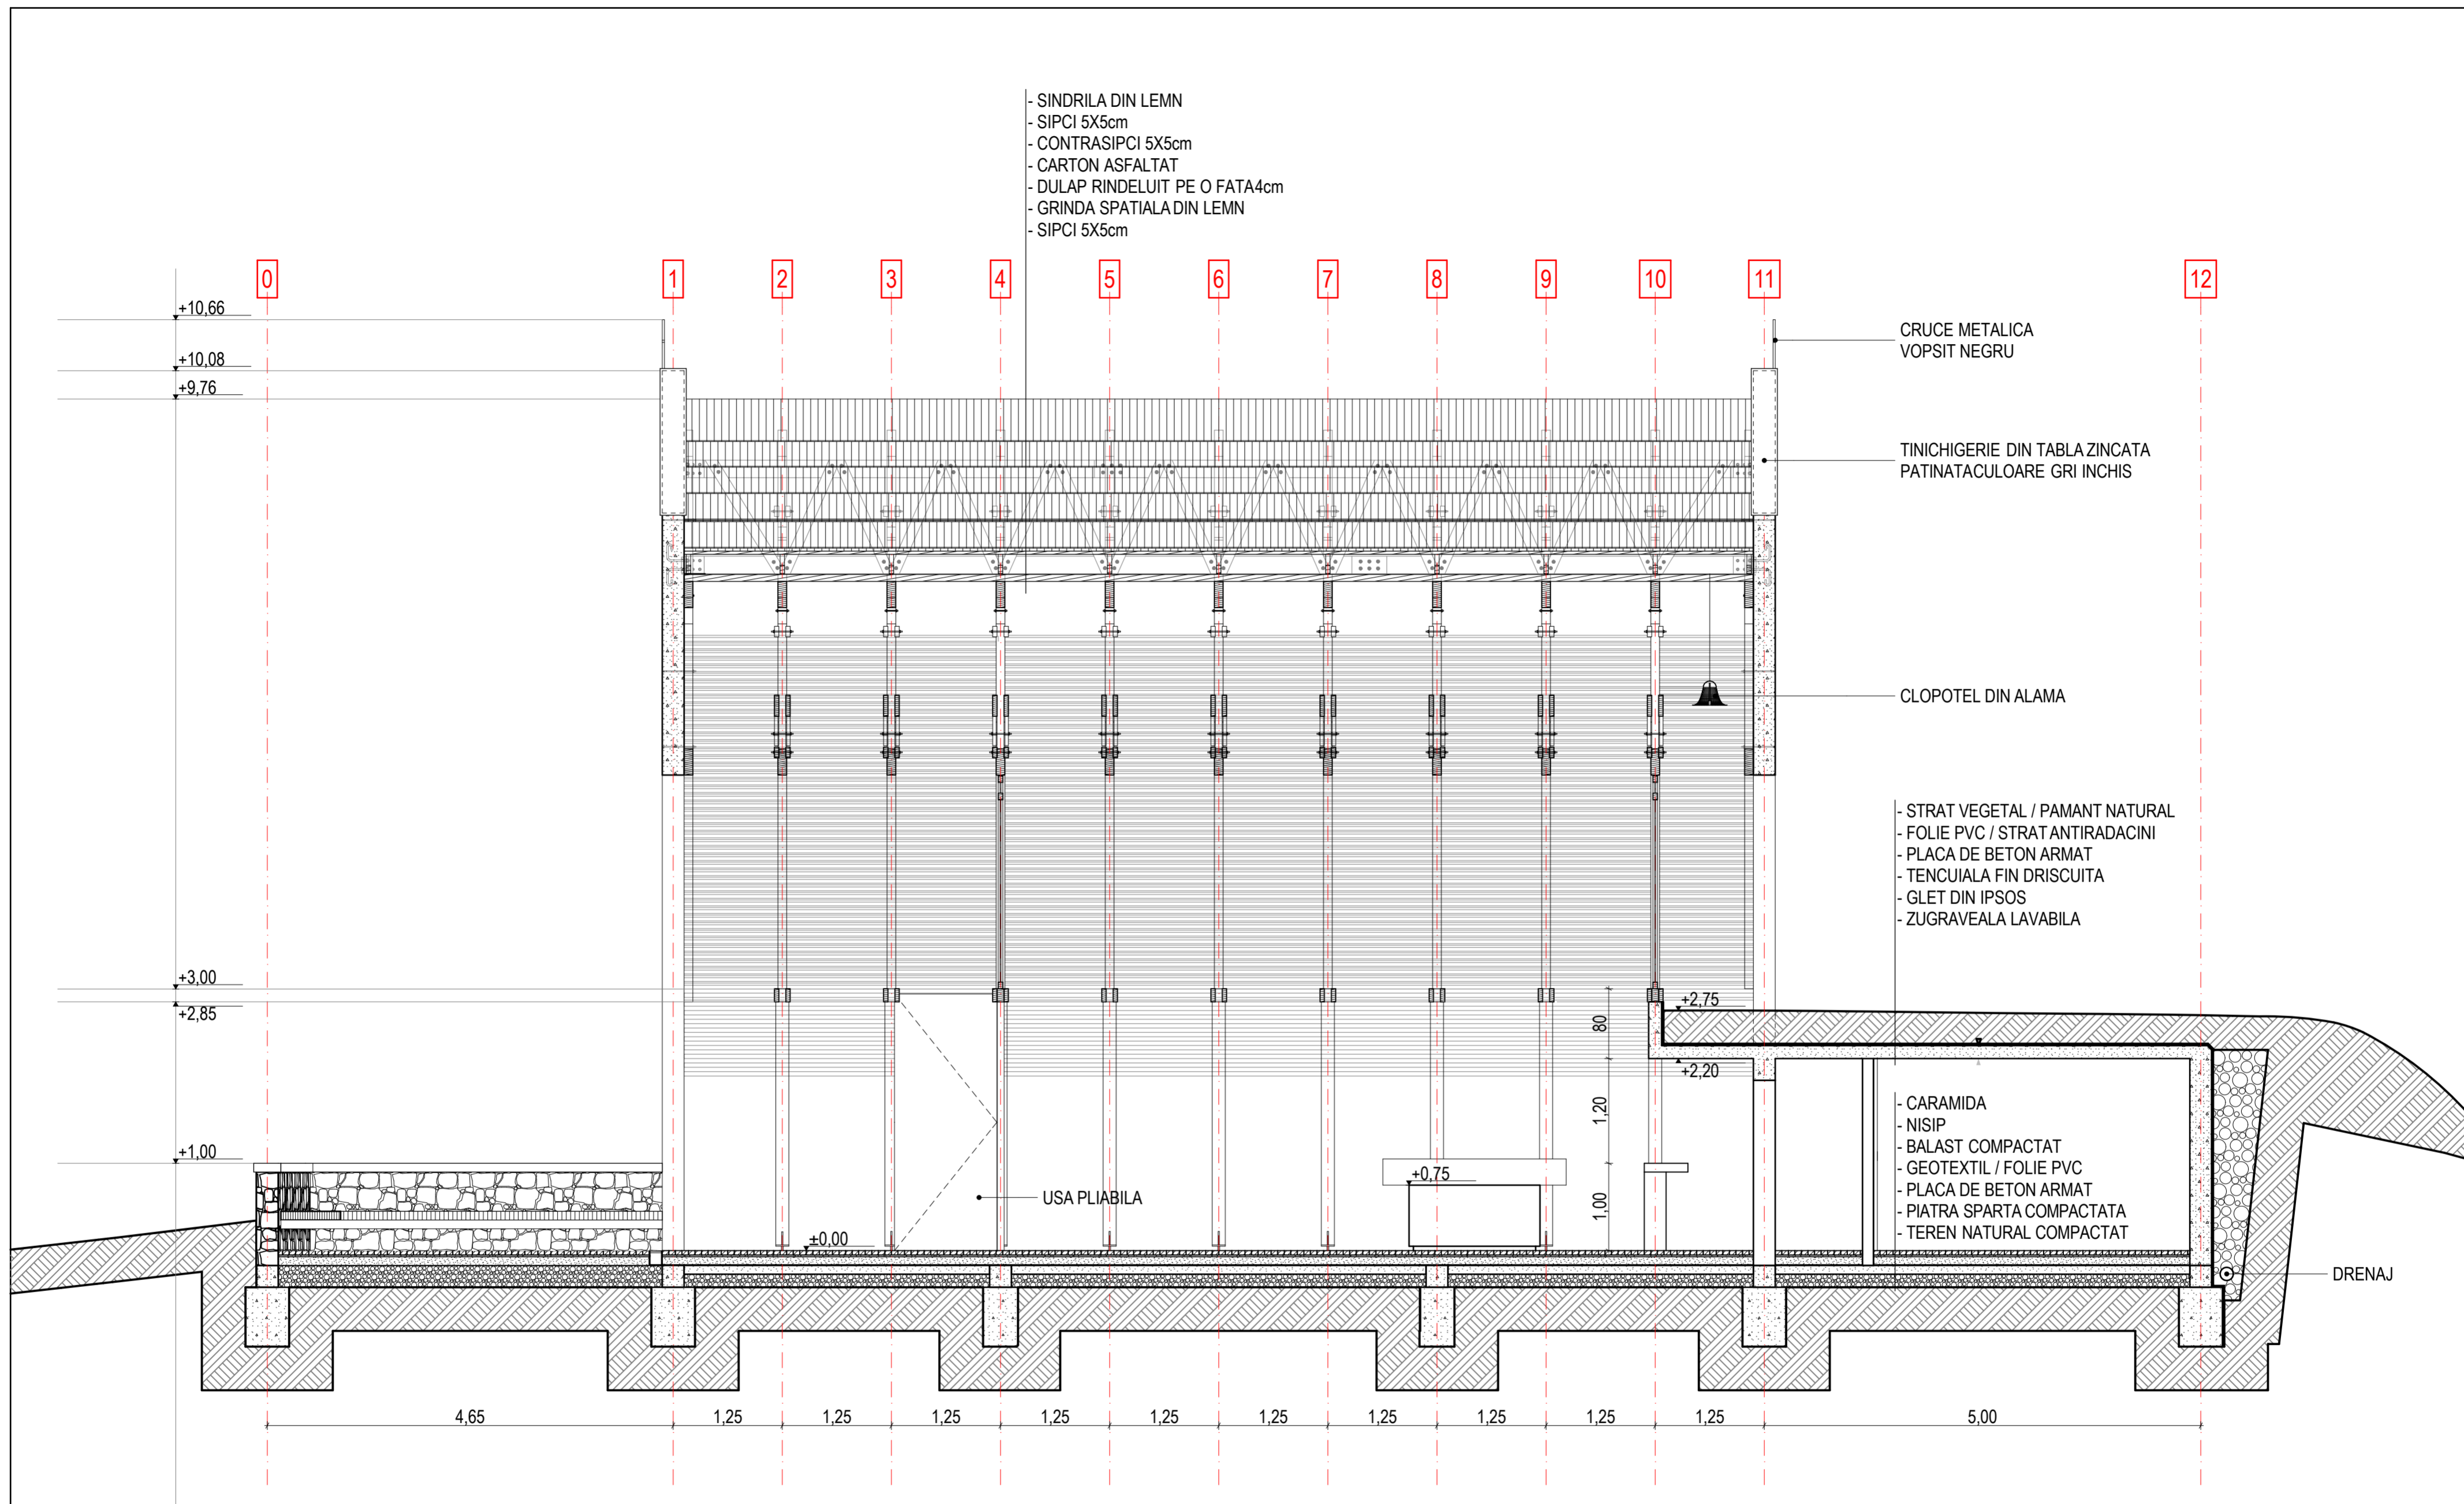 - SINDRILA DIN LEMN
- SIPCI 5X5cm
- CONTRASIPCI 5X5cm
- CARTON ASFALTAT
- DULAP RINDELUIT PE O FATA4cm
- GRINDA SPATIALA DIN LEMN
- SIPCI 5X5cm
0 1 2 3 4 5 6 7 8 9 10 11 12
+10,66
+10,08
+9,76
CRUCE METALICA
VOPSIT NEGRU
TINICHIGERIE DIN TABLA ZINCATA
PATINATACULOARE GRI INCHIS
CLOPOTEL DIN ALAMA
- STRAT VEGETAL / PAMANT NATURAL
- FOLIE PVC / STRAT ANTIRADACINI
- PLACA DE BETON ARMAT
- TENCUIALA FIN DRISCUITA
- GLET DIN IPSOS
- ZUGRAVEALA LAVABILA
+3,00
+2,85
+2,75
80
+2,20
1,20
- CARAMIDA
- NISIP
- BALAST COMPACTAT
- GEOTEXTIL / FOLIE PVC
- PLACA DE BETON ARMAT
- PIATRA SPARTA COMPACTATA
- TEREN NATURAL COMPACTAT
+1,00
+0,75
USA PLIABILA
1,00
±0,00
DRENAJ
4,65 1,25 1,25 1,25 1,25 1,25 1,25 1,25 1,25 1,25 1,25 5,00